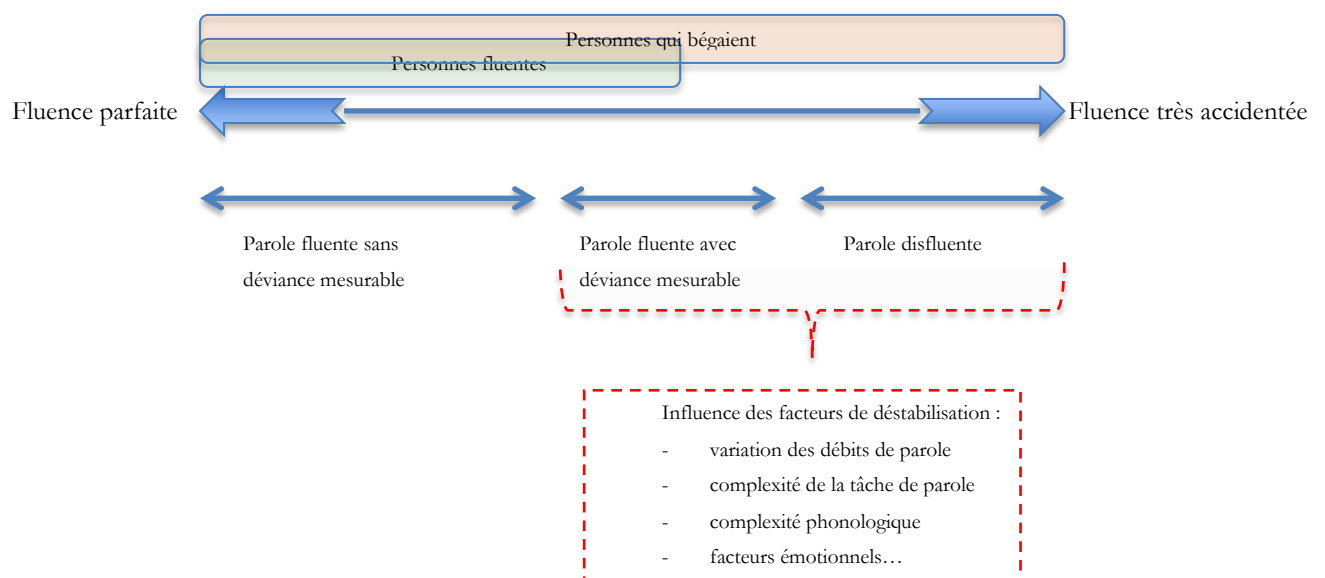 Personnes qui bégaient
Personnes fluentes
Fluence parfaite
Fluence très accidentée
Parole fluente sans
déviance mesurable
Parole fluente avec
déviance mesurable
Parole disfluente
Influence des facteurs de déstabilisation :
- variation des débits de parole
- complexité de la tâche de parole
- complexité phonologique
- facteurs émotionnels…